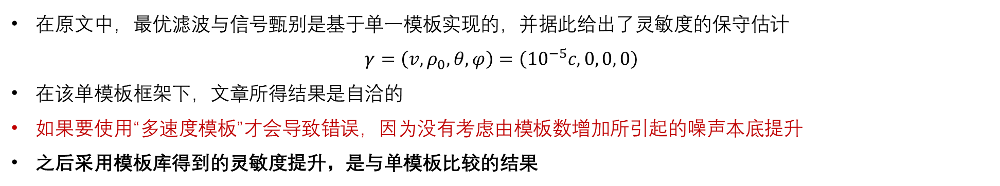 • 在原文中，最优滤波与信号甄别是基于单一模板实现的，并据此给出了灵敏度的保守估计
γ = (v, ρ₀, θ, φ) = (10⁻⁵c, 0, 0, 0)
• 在该单模板框架下，文章所得结果是自洽的
• 如果要使用“多速度模板”才会导致错误，因为没有考虑由模板数增加所引起的噪声本底提升
• 之后采用模板库得到的灵敏度提升，是与单模板比较的结果